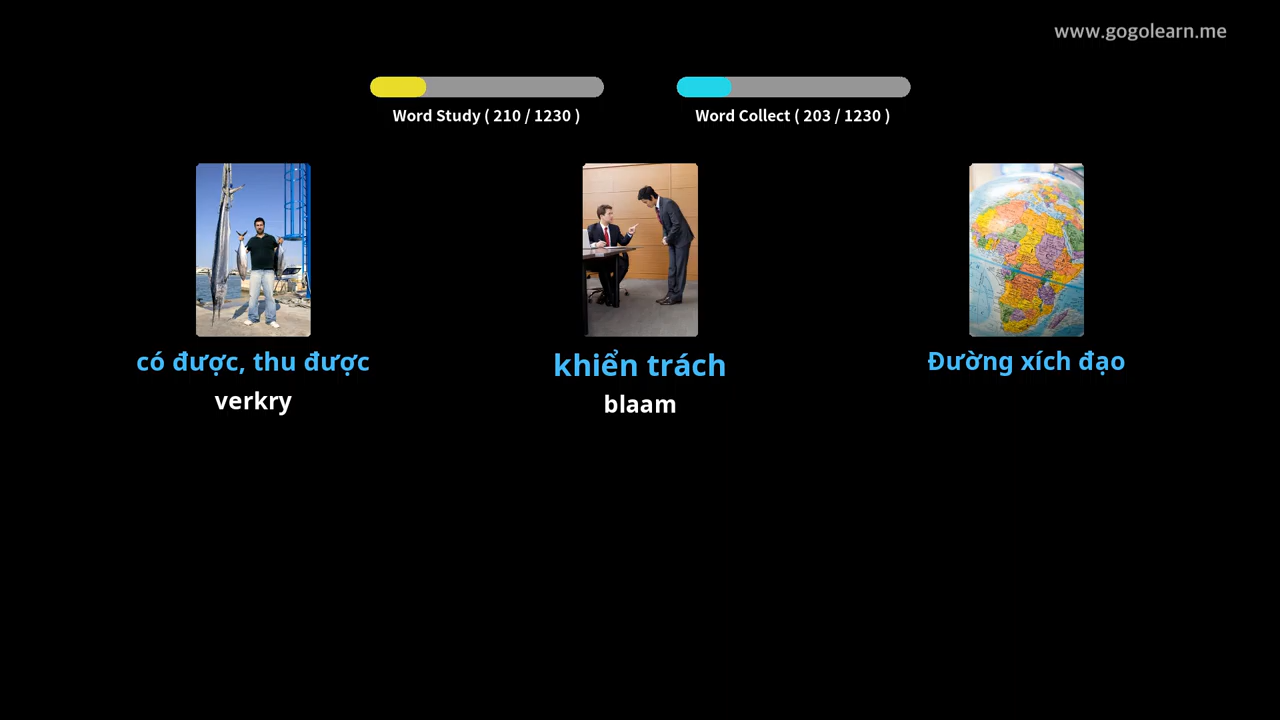 www.gogolearn.me
Word Study ( 210 / 1230 )
Word Collect ( 203 / 1230 )
có được, thu được
verkry
khiển trách
blaam
Đường xích đạo